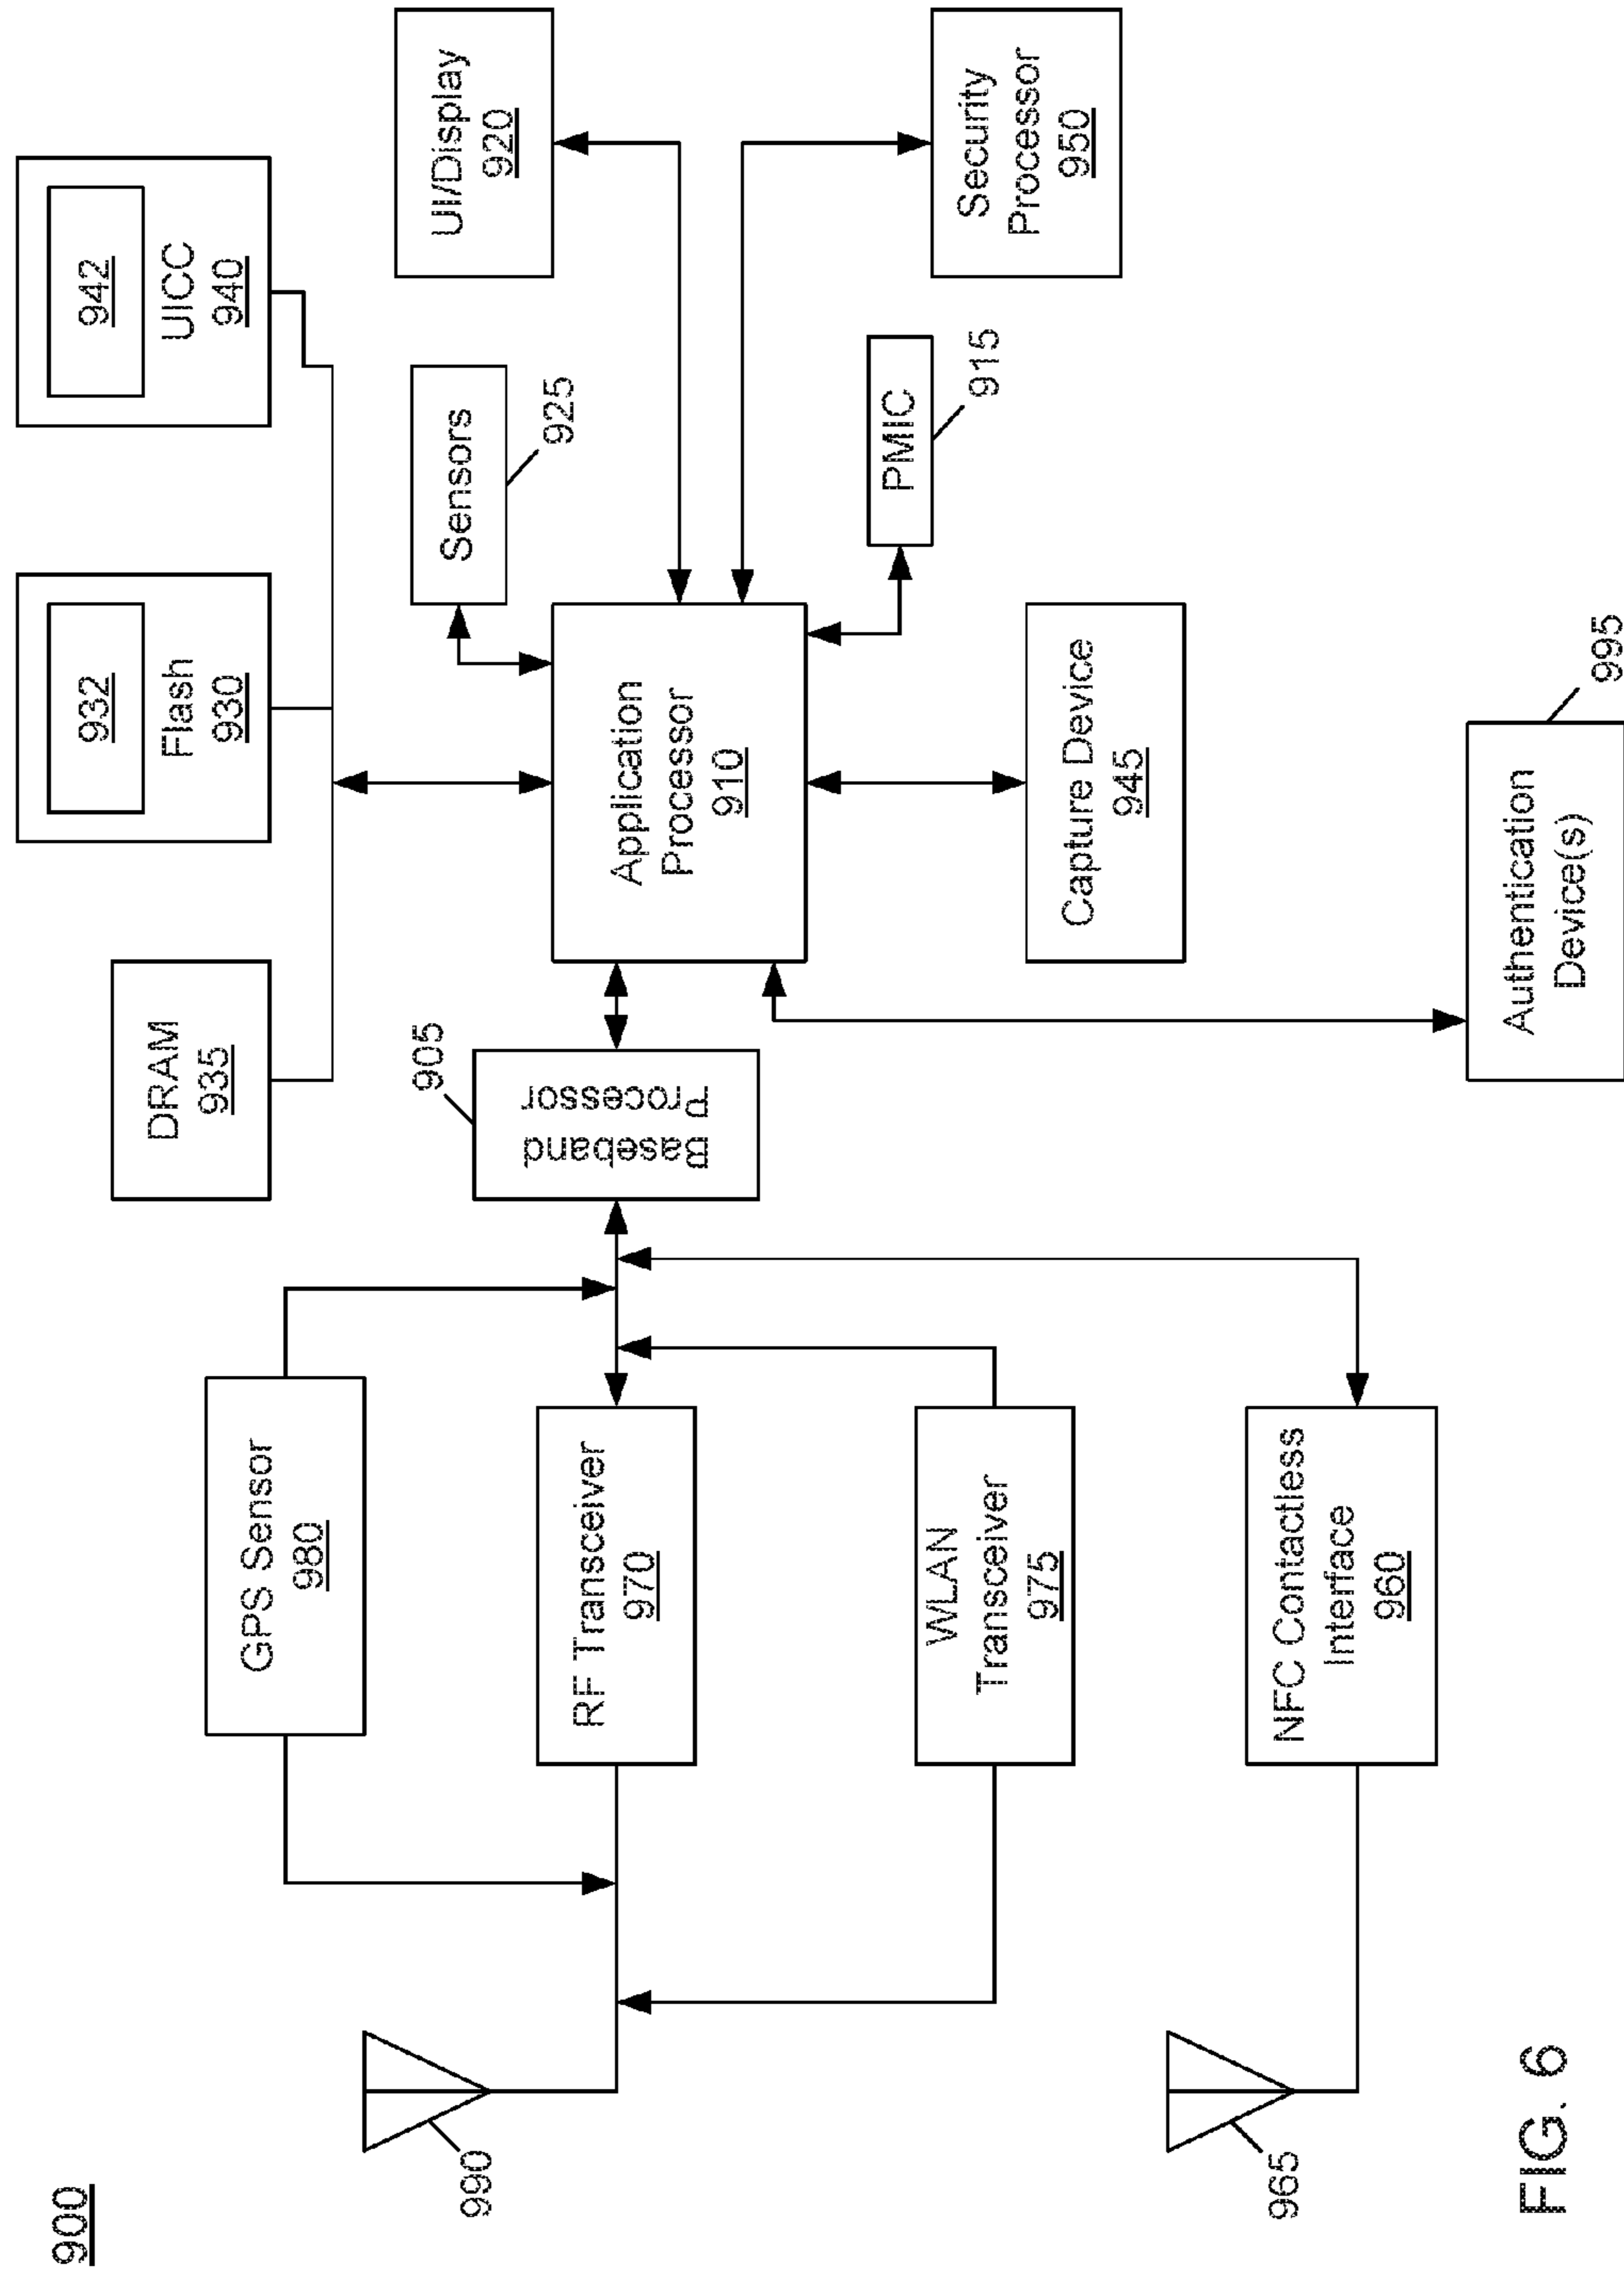 900
DRAM
935
932
Flash
930
942
UICC
940
Sensors
925
UI/Display
920
GPS Sensor
980
990
RF Transceiver
970
905
Baseband
Processor
Application
Processor
910
WLAN
Transceiver
975
PMIC
915
Security
Processor
950
Capture Device
945
965
NFC Contactless
Interface
960
Authentication
Device(s)
995
FIG. 6